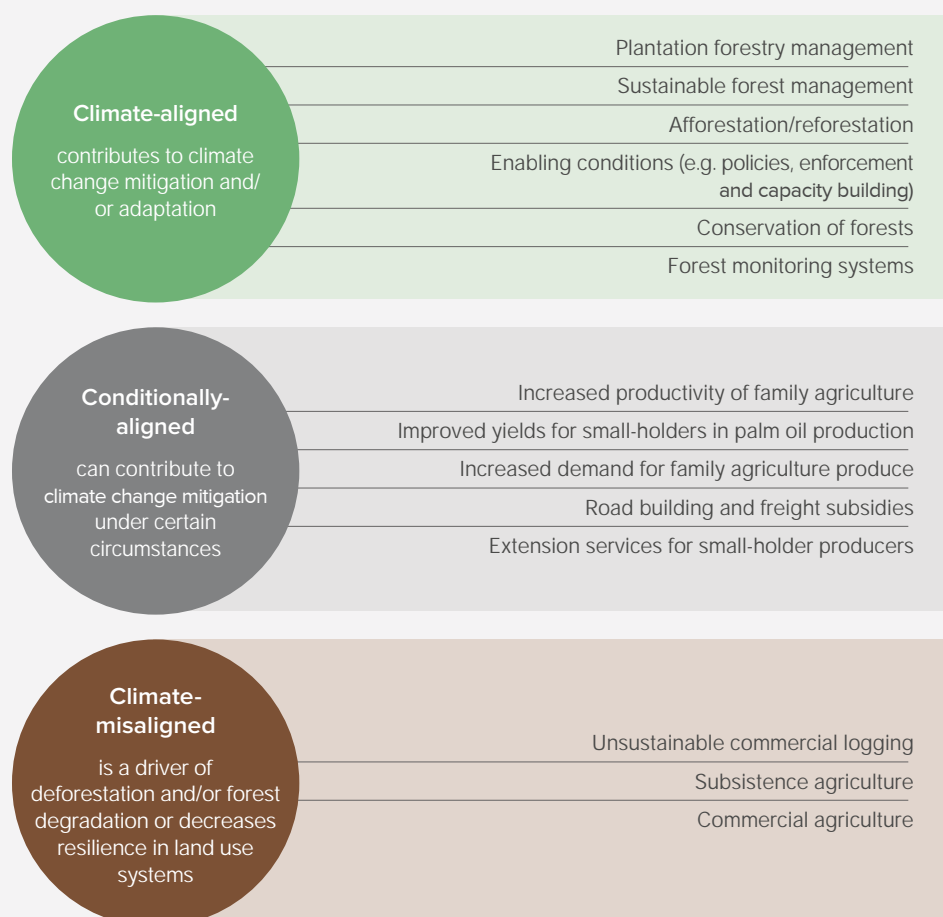 Climate-aligned
contributes to climate
change mitigation and/
or adaptation
Plantation forestry management
Sustainable forest management
Afforestation/reforestation
Enabling conditions (e.g. policies, enforcement
and capacity building)
Conservation of forests
Forest monitoring systems
Conditionally-
aligned
can contribute to
climate change mitigation
under certain
circumstances
Increased productivity of family agriculture
Improved yields for small-holders in palm oil production
Increased demand for family agriculture produce
Road building and freight subsidies
Extension services for small-holder producers
Climate-
misaligned
is a driver of
deforestation and/or forest
degradation or decreases
resilience in land use
systems
Unsustainable commercial logging
Subsistence agriculture
Commercial agriculture